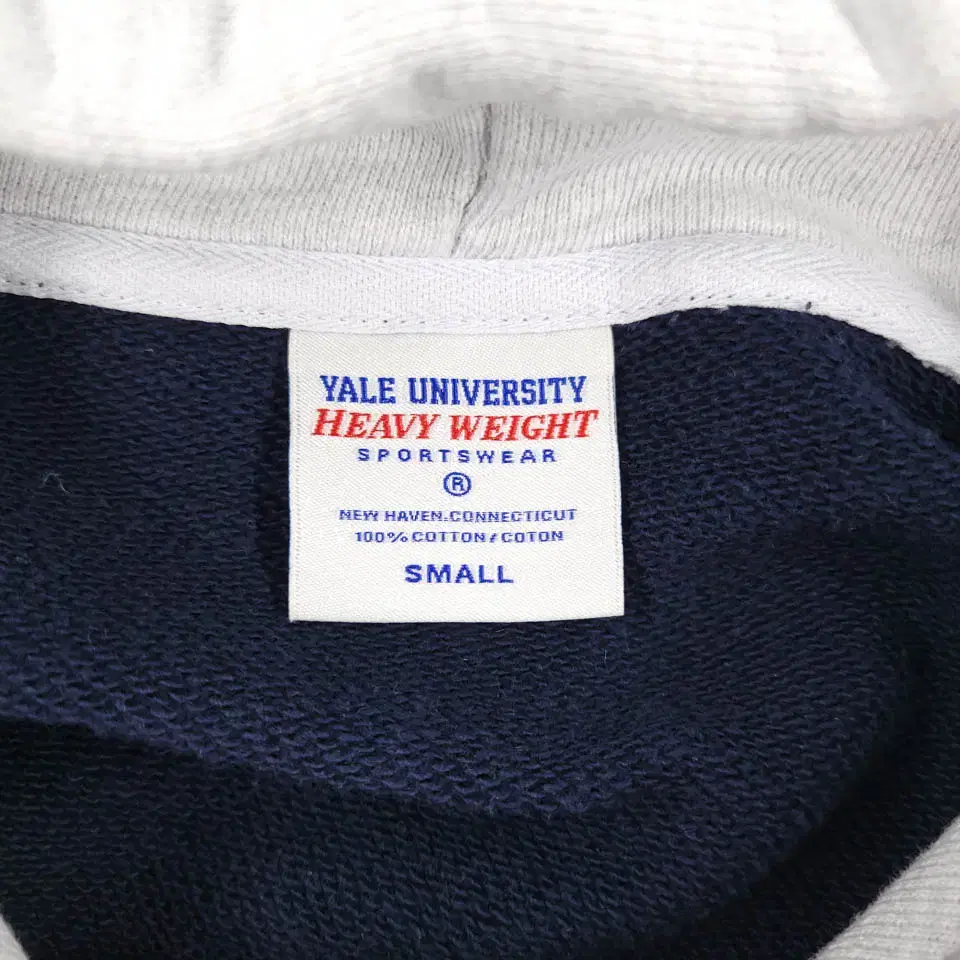 YALE UNIVERSITY
HEAVY WEIGHT
SPORTSWEAR
®
NEW HAVEN.CONNECTICUT
100% COTTON/COTON
SMALL